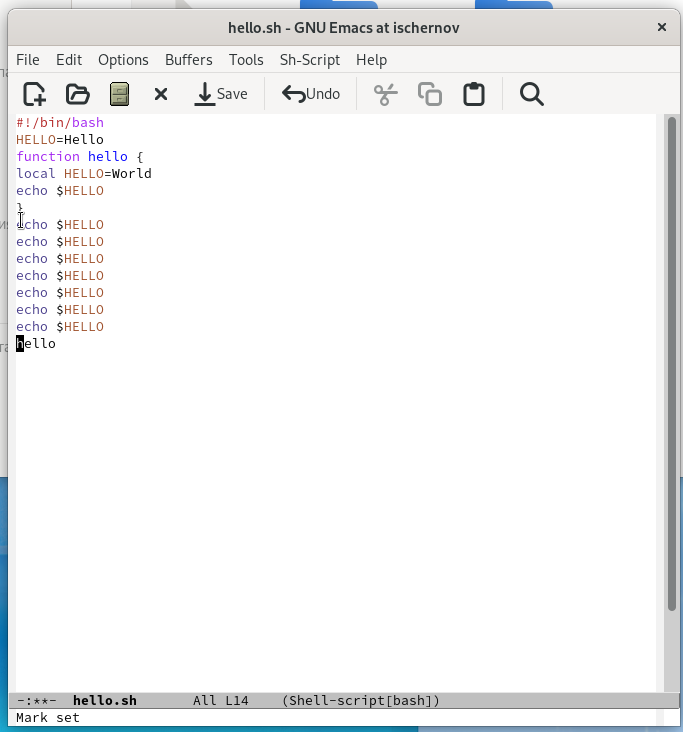 hello.sh - GNU Emacs at ischernov
File Edit Options Buffers Tools Sh-Script Help
Save Undo
#!/bin/bash
HELLO=Hello
function hello {
local HELLO=World
echo $HELLO
}
echo $HELLO
echo $HELLO
echo $HELLO
echo $HELLO
echo $HELLO
echo $HELLO
echo $HELLO
hello
-:**- hello.sh All L14 (Shell-script[bash])
Mark set